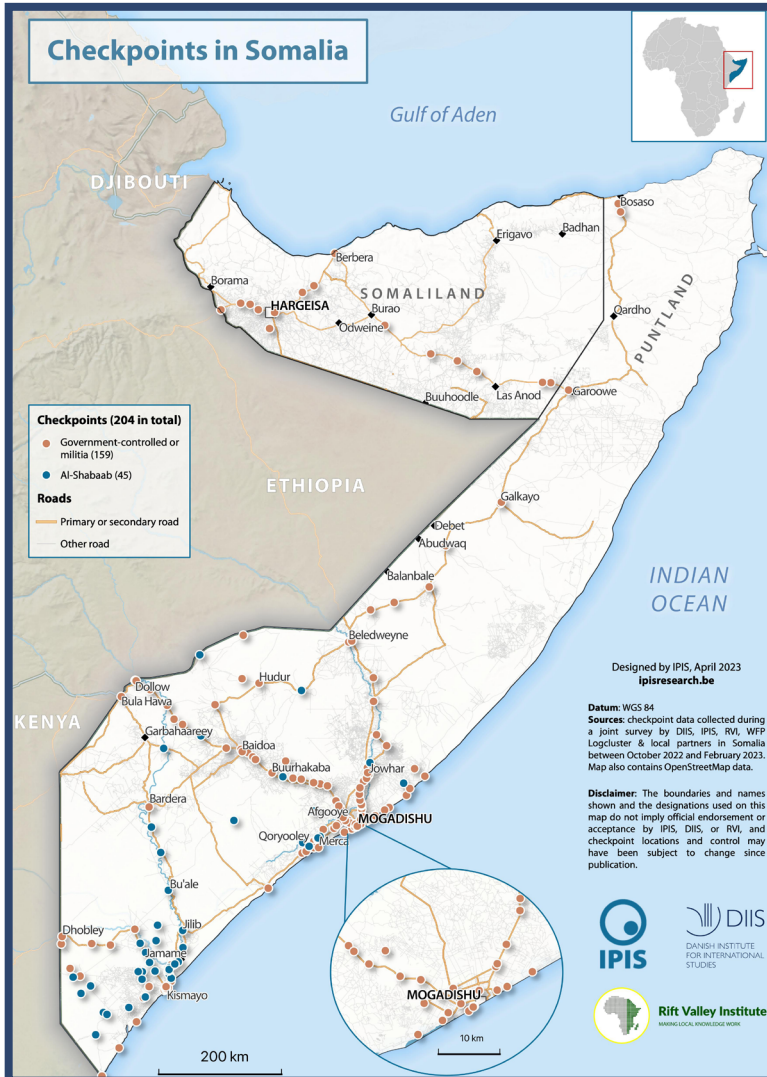 Checkpoints in Somalia
Gulf of Aden
DJIBOUTI
Bosaso
Erigavo
Badhan
Berbera
Borama
HARGEISA
SOMALILAND
Burao
Odweine
Qardho
PUNTLAND
Las Anod
Garoowe
Buuhoodle
Checkpoints (204 in total)
Government-controlled or
militia (159)
Al-Shabaab (45)
Roads
Primary or secondary road
Other road
ETHIOPIA
Galkayo
Debet
Abudwaq
Balanbale
INDIAN
OCEAN
Beledweyne
Hudur
Dollow
Bula Hawa
KENYA
Garbahaareey
Baidoa
Buurhakaba
Jowhar
Bardera
Afgooye
MOGADISHU
Qoryooley
Merca
Bu'ale
Dhobley
Jilib
Jamame
Kismayo
MOGADISHU
10 km
200 km
Designed by IPIS, April 2023
ipisresearch.be
Datum: WGS 84
Sources: checkpoint data collected during
a joint survey by DIIS, IPIS, RVI, WFP
Logcluster & local partners in Somalia
between October 2022 and February 2023.
Map also contains OpenStreetMap data.
Disclaimer: The boundaries and names
shown and the designations used on this
map do not imply official endorsement or
acceptance by IPIS, DIIS, or RVI, and
checkpoint locations and control may
have been subject to change since
publication.
IPIS
DIIS
DANISH INSTITUTE
FOR INTERNATIONAL
STUDIES
Rift Valley Institute
MAKING LOCAL KNOWLEDGE WORK